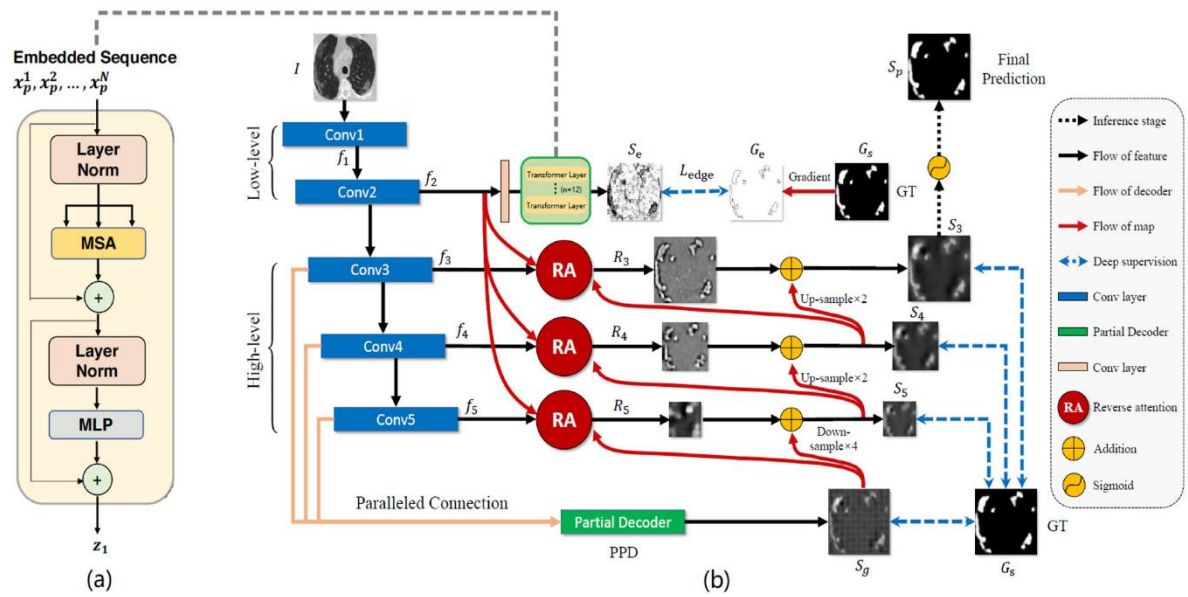 Embedded Sequence
x_p^1, x_p^2, ..., x_p^N
Layer
Norm
MSA
+
Layer
Norm
MLP
+
z_1
(a)
I
Low-level
Conv1
f_1
Conv2
f_2
Transformer Layer
(n=12)
Transformer Layer
S_e
L_edge
G_e
Gradient
G_s
GT
S_p
Final
Prediction
High-level
Conv3
f_3
RA
R_3
Up-sample×2
S_3
Conv4
f_4
RA
R_4
Up-sample×2
S_4
Conv5
f_5
RA
R_5
Down-
sample×4
S_5
Paralleled Connection
Partial Decoder
PPD
S_g
G_s
GT
(b)
Inference stage
Flow of feature
Flow of decoder
Flow of map
Deep supervision
Conv layer
Partial Decoder
Conv layer
RA Reverse attention
Addition
Sigmoid